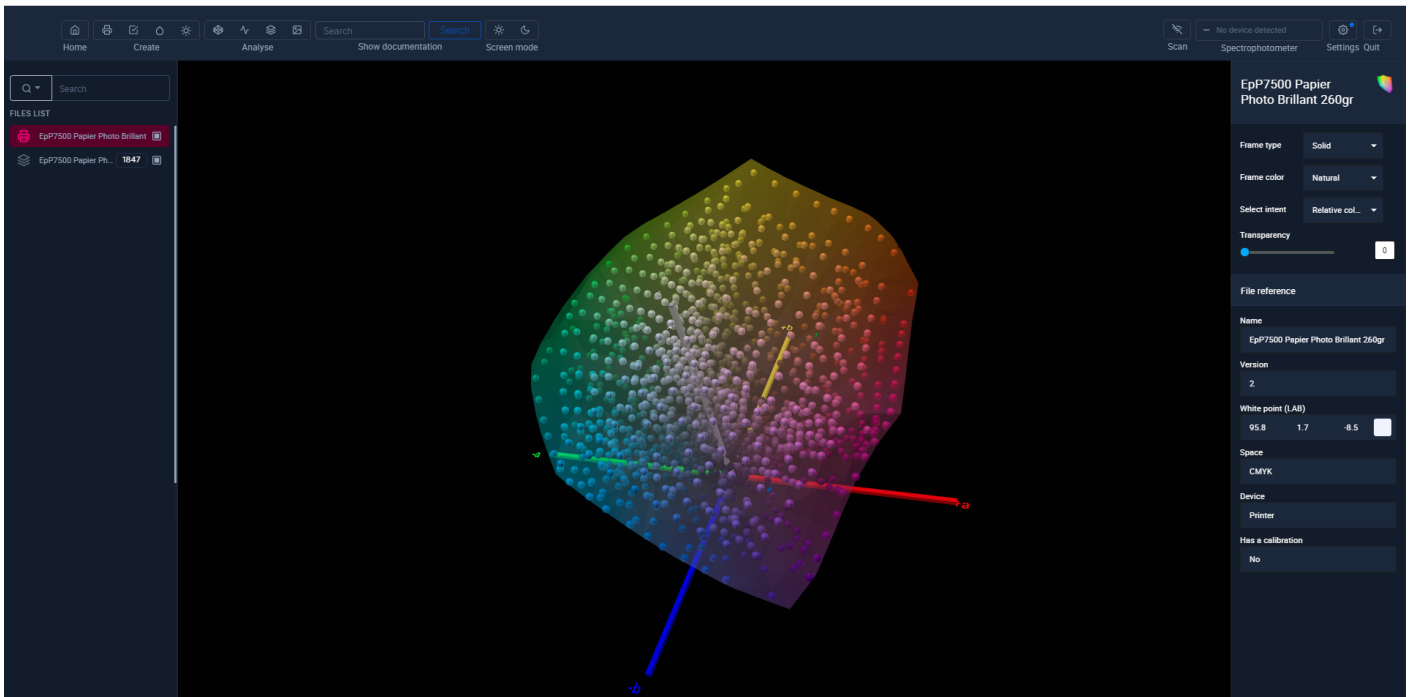 Search
Search
No device detected
Home
Create
Analyse
Show documentation
Screen mode
Scan
Spectrophotometer
Settings
Quit
Search
FILES LIST
EpP7500 Papier Photo Brillant
EpP7500 Papier Ph...
1847
+b
-a
+a
-b
EpP7500 Papier
Photo Brillant 260gr
Frame type
Solid
Frame color
Natural
Select intent
Relative col...
Transparency
0
File reference
Name
EpP7500 Papier Photo Brillant 260gr
Version
2
White point (LAB)
95.8 1.7 -8.5
Space
CMYK
Device
Printer
Has a calibration
No